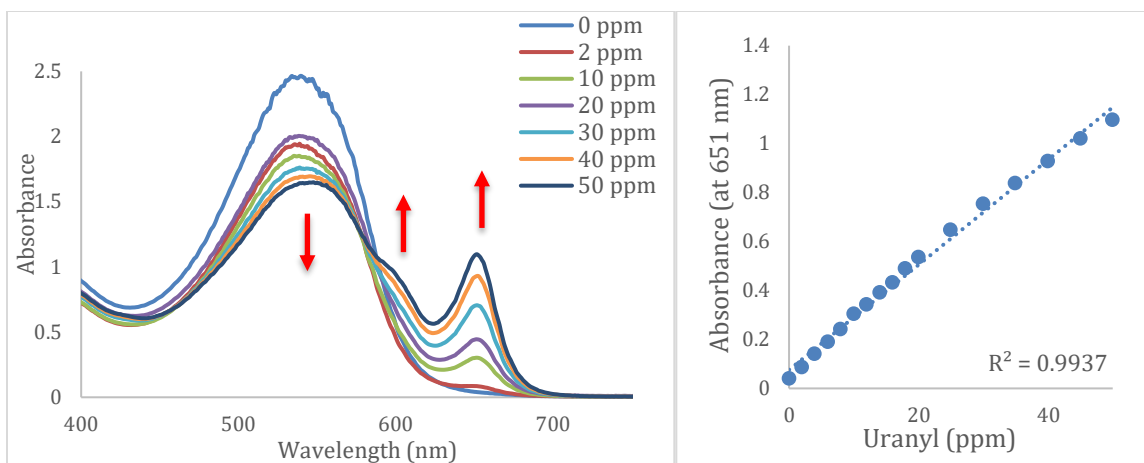 0 ppm
2 ppm
10 ppm
20 ppm
30 ppm
40 ppm
50 ppm
2.5
2
1.5
1
0.5
0
400
500
600
700
Absorbance
Wavelength (nm)
1.4
1.2
1
0.8
0.6
0.4
0.2
0
0
20
40
Absorbance (at 651 nm)
Uranyl (ppm)
R² = 0.9937